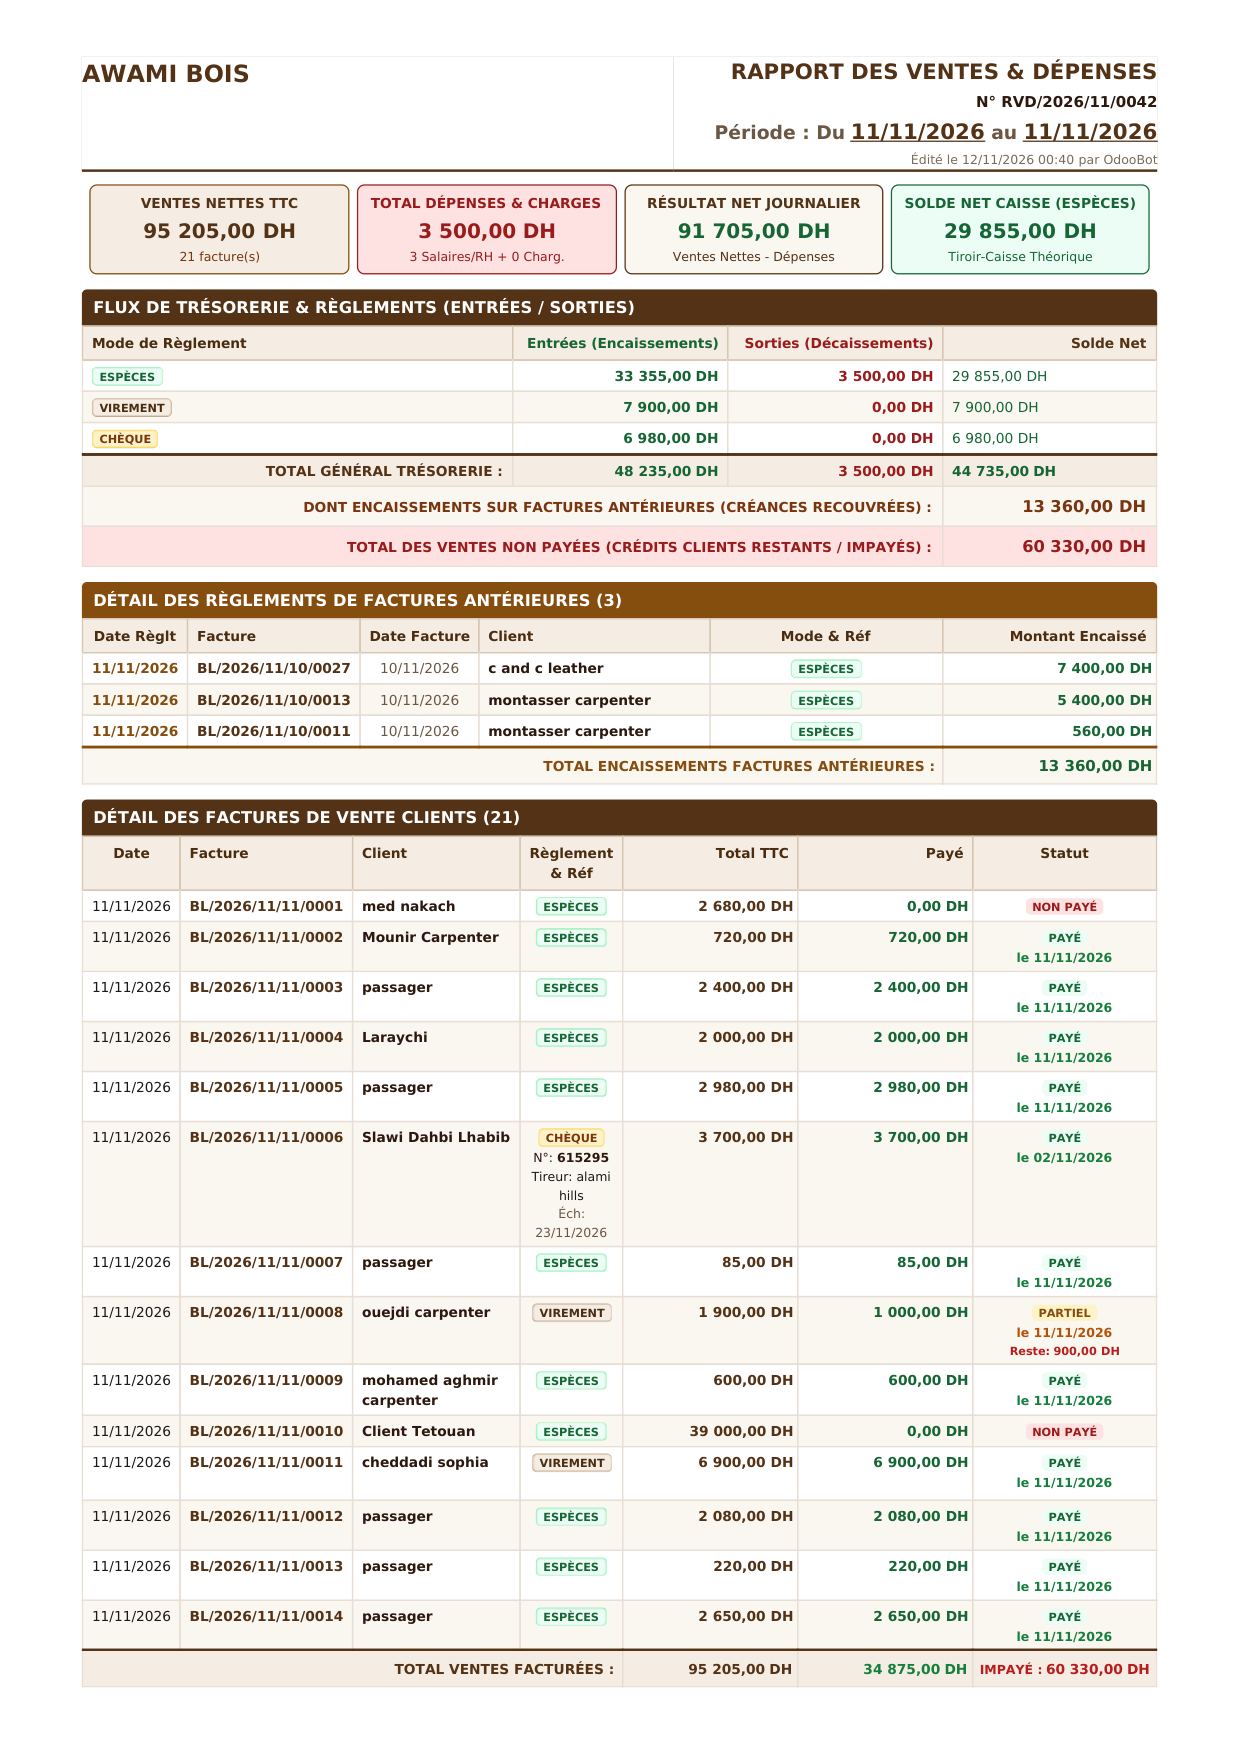 AWAMI BOIS
RAPPORT DES VENTES & DÉPENSES
N° RVD/2026/11/0042
Période : Du 11/11/2026 au 11/11/2026
Édité le 12/11/2026 00:40 par OdooBot
VENTES NETTES TTC
95 205,00 DH
21 facture(s)
TOTAL DÉPENSES & CHARGES
3 500,00 DH
3 Salaires/RH + 0 Charg.
RÉSULTAT NET JOURNALIER
91 705,00 DH
Ventes Nettes - Dépenses
SOLDE NET CAISSE (ESPÈCES)
29 855,00 DH
Tiroir-Caisse Théorique
FLUX DE TRÉSORERIE & RÈGLEMENTS (ENTRÉES / SORTIES)
Mode de Règlement Entrées (Encaissements) Sorties (Décaissements) Solde Net
ESPÈCES 33 355,00 DH 3 500,00 DH 29 855,00 DH
VIREMENT 7 900,00 DH 0,00 DH 7 900,00 DH
CHÈQUE 6 980,00 DH 0,00 DH 6 980,00 DH
TOTAL GÉNÉRAL TRÉSORERIE : 48 235,00 DH 3 500,00 DH 44 735,00 DH
DONT ENCAISSEMENTS SUR FACTURES ANTÉRIEURES (CRÉANCES RECOUVRÉES) : 13 360,00 DH
TOTAL DES VENTES NON PAYÉES (CRÉDITS CLIENTS RESTANTS / IMPAYÉS) : 60 330,00 DH
DÉTAIL DES RÈGLEMENTS DE FACTURES ANTÉRIEURES (3)
Date Règlt Facture Date Facture Client Mode & Réf Montant Encaissé
11/11/2026 BL/2026/11/10/0027 10/11/2026 c and c leather ESPÈCES 7 400,00 DH
11/11/2026 BL/2026/11/10/0013 10/11/2026 montasser carpenter ESPÈCES 5 400,00 DH
11/11/2026 BL/2026/11/10/0011 10/11/2026 montasser carpenter ESPÈCES 560,00 DH
TOTAL ENCAISSEMENTS FACTURES ANTÉRIEURES : 13 360,00 DH
DÉTAIL DES FACTURES DE VENTE CLIENTS (21)
Date Facture Client Règlement Total TTC Payé Statut
& Réf
11/11/2026 BL/2026/11/11/0001 med nakach ESPÈCES 2 680,00 DH 0,00 DH NON PAYÉ
11/11/2026 BL/2026/11/11/0002 Mounir Carpenter ESPÈCES 720,00 DH 720,00 DH PAYÉ
le 11/11/2026
11/11/2026 BL/2026/11/11/0003 passager ESPÈCES 2 400,00 DH 2 400,00 DH PAYÉ
le 11/11/2026
11/11/2026 BL/2026/11/11/0004 Laraychi ESPÈCES 2 000,00 DH 2 000,00 DH PAYÉ
le 11/11/2026
11/11/2026 BL/2026/11/11/0005 passager ESPÈCES 2 980,00 DH 2 980,00 DH PAYÉ
le 11/11/2026
11/11/2026 BL/2026/11/11/0006 Slawi Dahbi Lhabib CHÈQUE 3 700,00 DH 3 700,00 DH PAYÉ
N°: 615295 le 02/11/2026
Tireur: alami
hills
Éch:
23/11/2026
11/11/2026 BL/2026/11/11/0007 passager ESPÈCES 85,00 DH 85,00 DH PAYÉ
le 11/11/2026
11/11/2026 BL/2026/11/11/0008 ouejdi carpenter VIREMENT 1 900,00 DH 1 000,00 DH PARTIEL
le 11/11/2026
Reste: 900,00 DH
11/11/2026 BL/2026/11/11/0009 mohamed aghmir ESPÈCES 600,00 DH 600,00 DH PAYÉ
carpenter le 11/11/2026
11/11/2026 BL/2026/11/11/0010 Client Tetouan ESPÈCES 39 000,00 DH 0,00 DH NON PAYÉ
11/11/2026 BL/2026/11/11/0011 cheddadi sophia VIREMENT 6 900,00 DH 6 900,00 DH PAYÉ
le 11/11/2026
11/11/2026 BL/2026/11/11/0012 passager ESPÈCES 2 080,00 DH 2 080,00 DH PAYÉ
le 11/11/2026
11/11/2026 BL/2026/11/11/0013 passager ESPÈCES 220,00 DH 220,00 DH PAYÉ
le 11/11/2026
11/11/2026 BL/2026/11/11/0014 passager ESPÈCES 2 650,00 DH 2 650,00 DH PAYÉ
le 11/11/2026
TOTAL VENTES FACTURÉES : 95 205,00 DH 34 875,00 DH IMPAYÉ : 60 330,00 DH